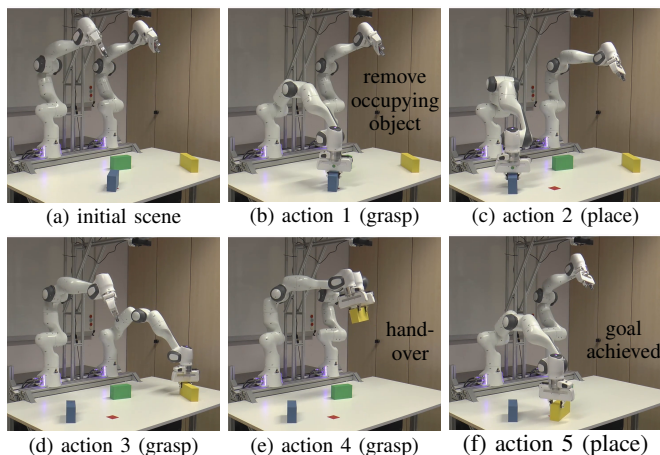 remove
occupying
object
(a) initial scene
(b) action 1 (grasp)
(c) action 2 (place)
hand-
over
goal
achieved
(d) action 3 (grasp)
(e) action 4 (grasp)
(f) action 5 (place)